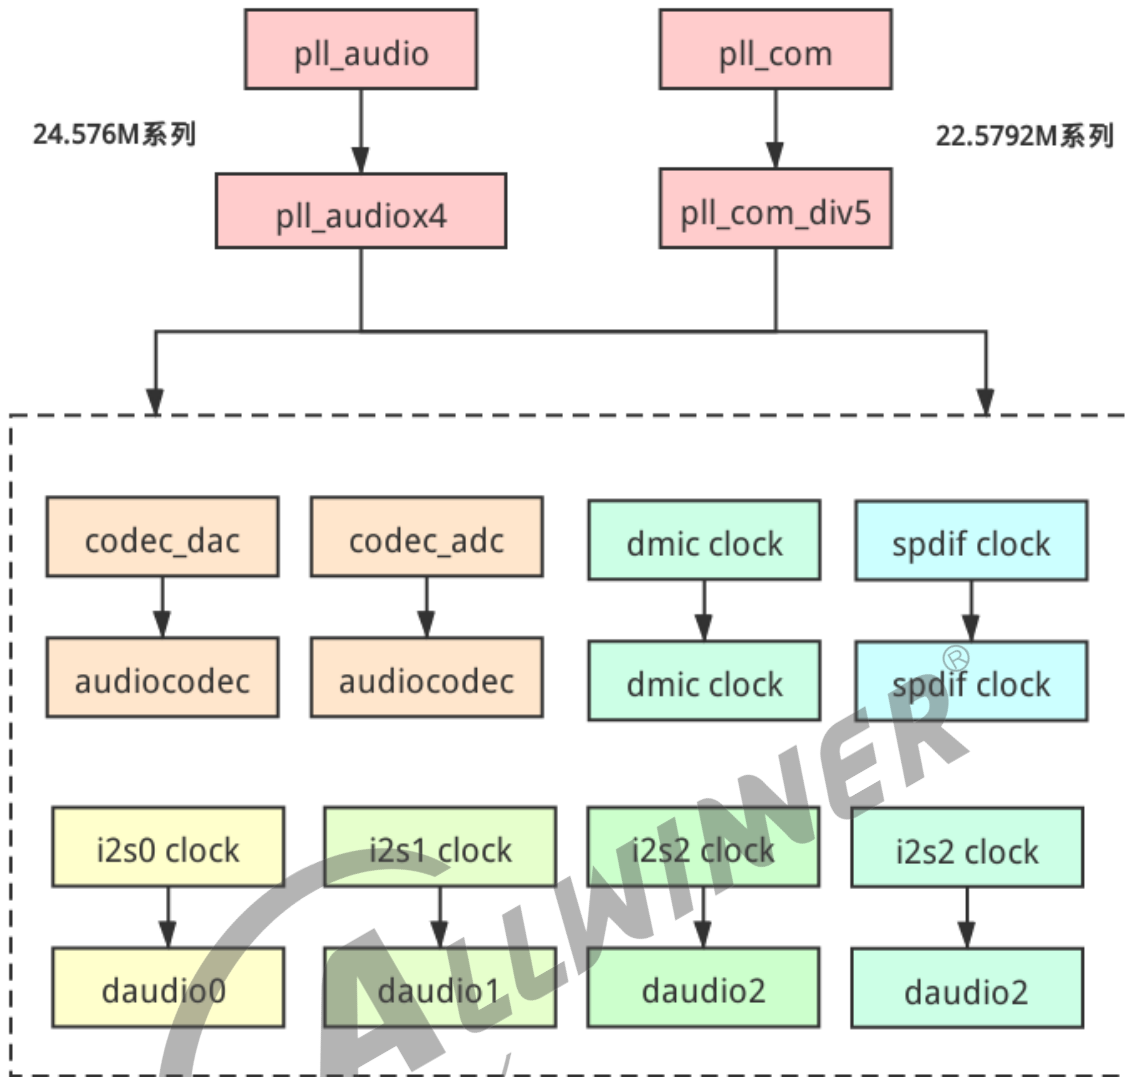 pll_audio
pll_com
24.576M系列
22.5792M系列
pll_audiox4
pll_com_div5
codec_dac
codec_adc
dmic clock
spdif clock
audiocodec
audiocodec
dmic clock
spdif clock
®
ALLWINNER
i2s0 clock
i2s1 clock
i2s2 clock
i2s2 clock
daudio0
daudio1
daudio2
daudio2